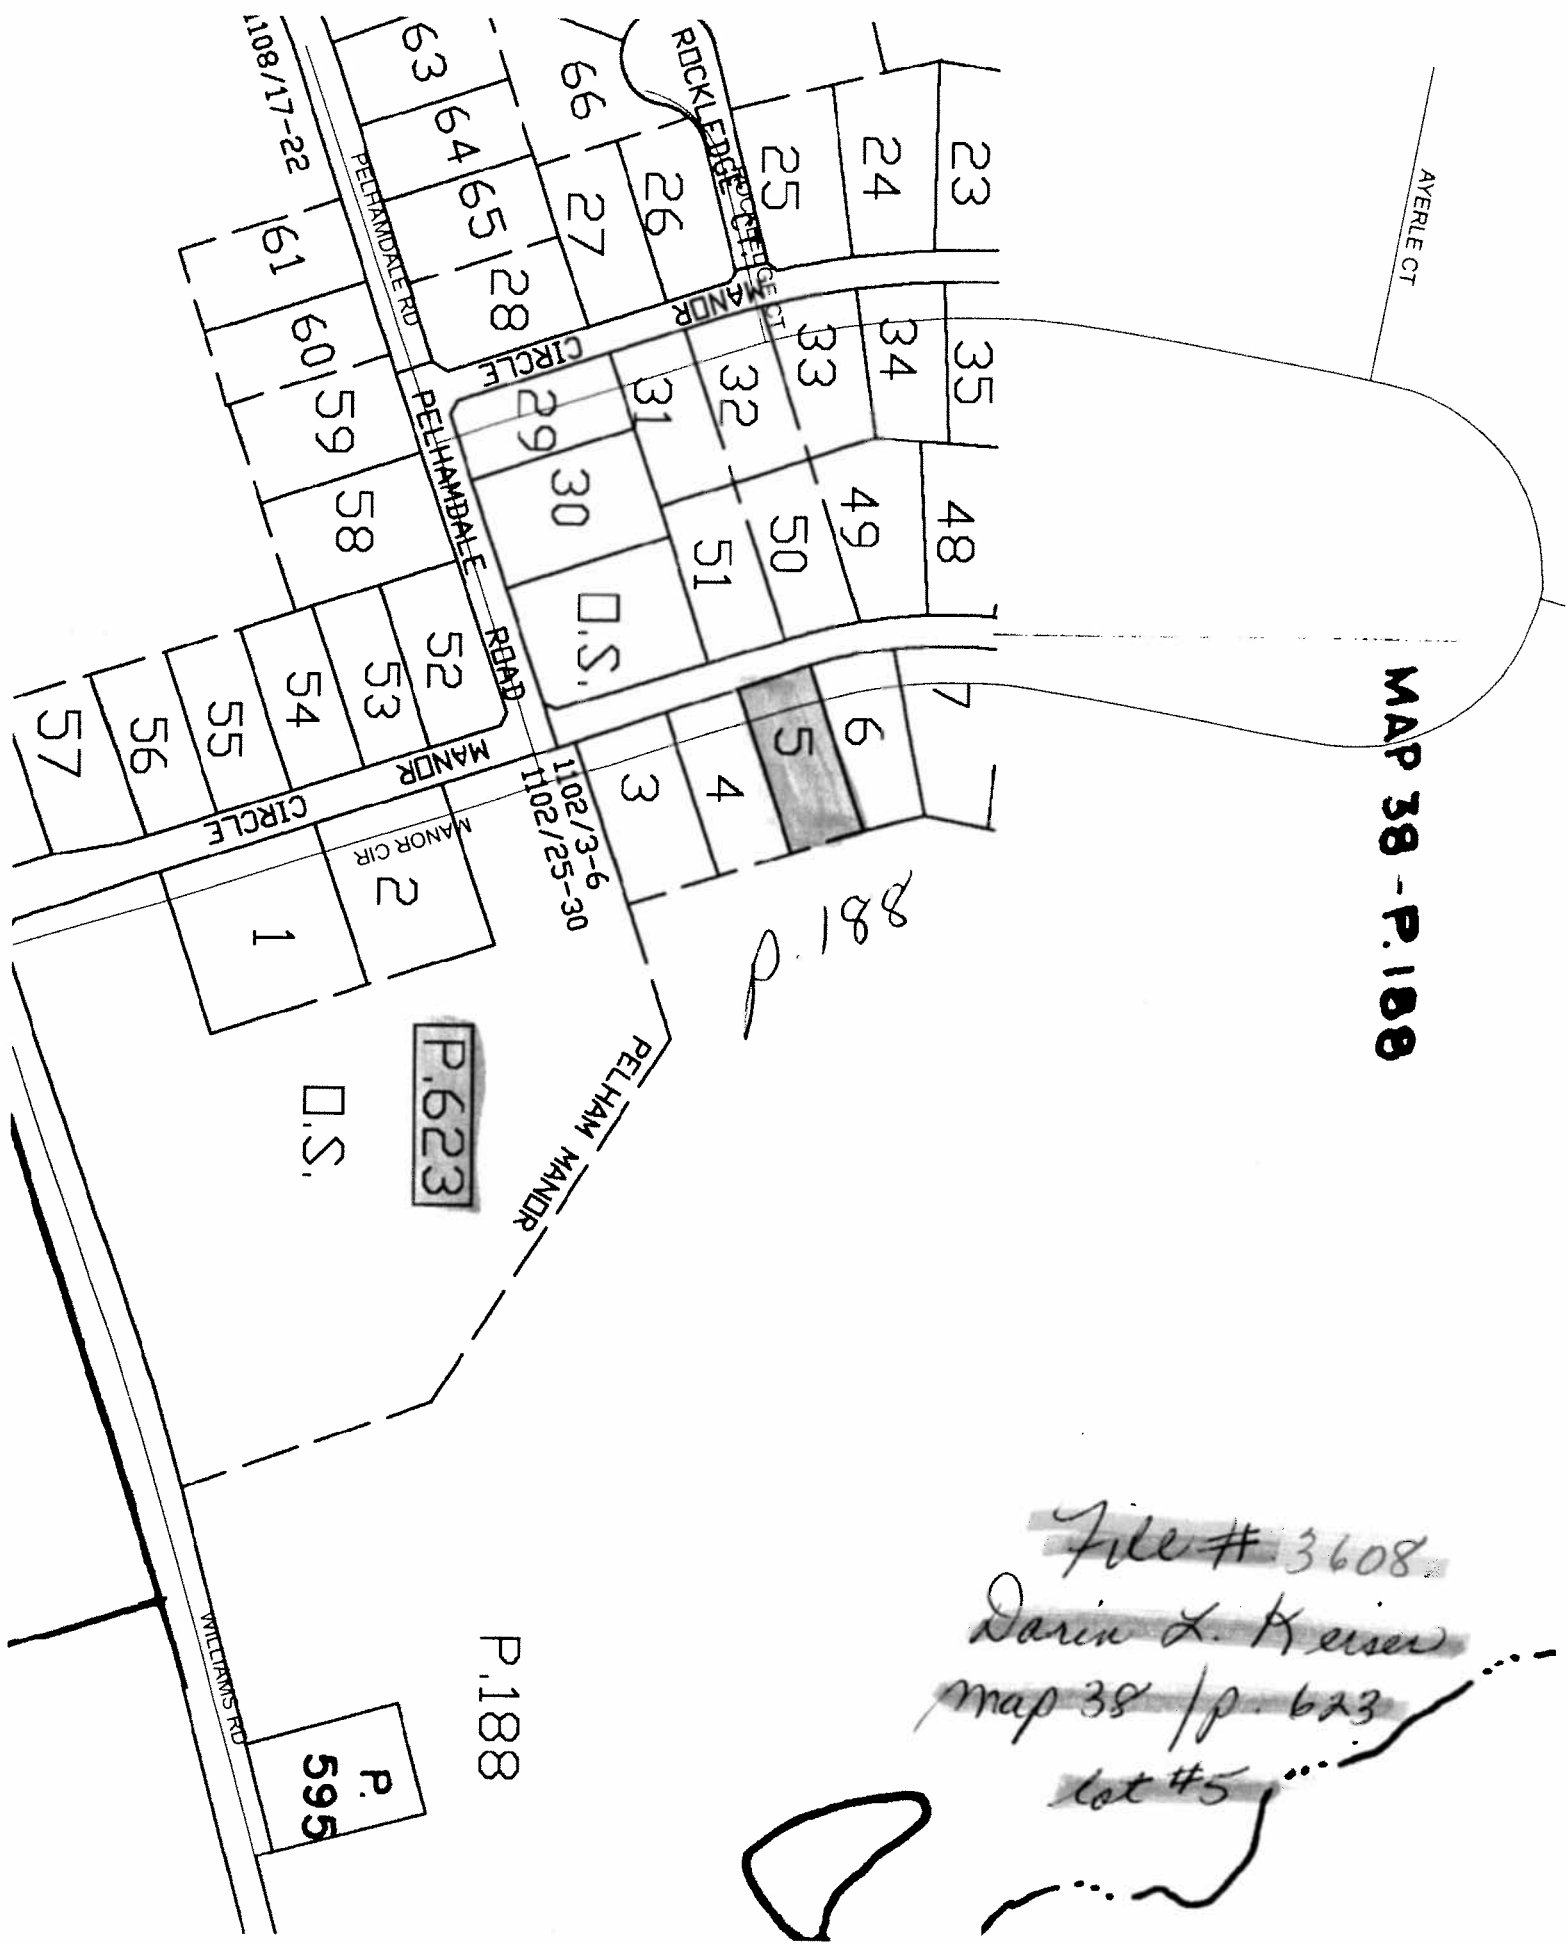 1108/17-22
63
64
65
28
66
27
26
ROCKLEDGE CT
ROCKLEDGE CT
25
24
23
AYERLE CT
PELHAMDALE RD
61
60
59
58
MANOR
CIRCLE
29
30
31
32
33
34
35
O.S.
51
50
49
48
PELHAMDALE
ROAD
52
53
54
55
56
57
MANOR
CIRCLE
MANOR CIR
1102/3-6
1102/25-30
3
4
5
6
7
1
2
MAP 38 - P.188
P. 188
P.623
O.S.
PELHAM MANOR
File # 3608
Darin L. Keiser
Map 38 / p. 623
lot #5
P.188
WILLIAMS RD
P.
595